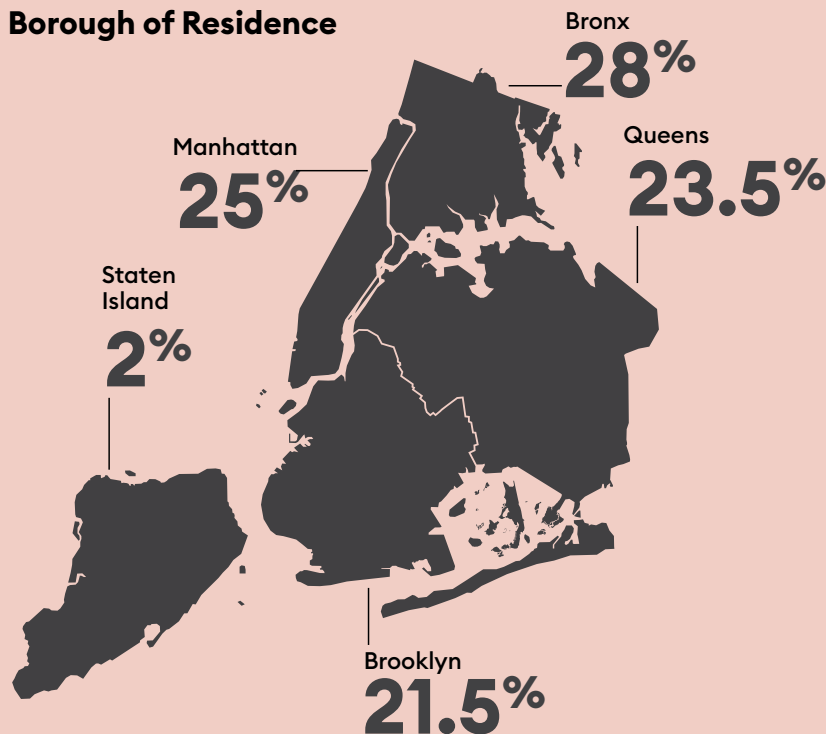 Borough of Residence
Bronx
28%
Queens
23.5%
Manhattan
25%
Staten
Island
2%
Brooklyn
21.5%